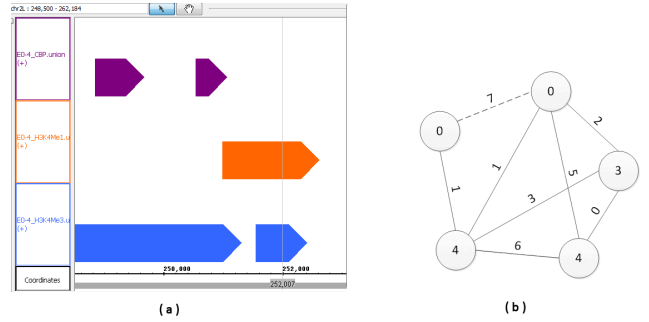 chr2L : 248,500 - 262,184
E0-4_CBP.union
(+)
E0-4_H3K4Me1.u
(+)
E0-4_H3K4Me3.u
(+)
Coordinates
250,000
252,000
252,007
( a )
0
7
0
2
1
1
5
3
3
0
4
6
4
( b )